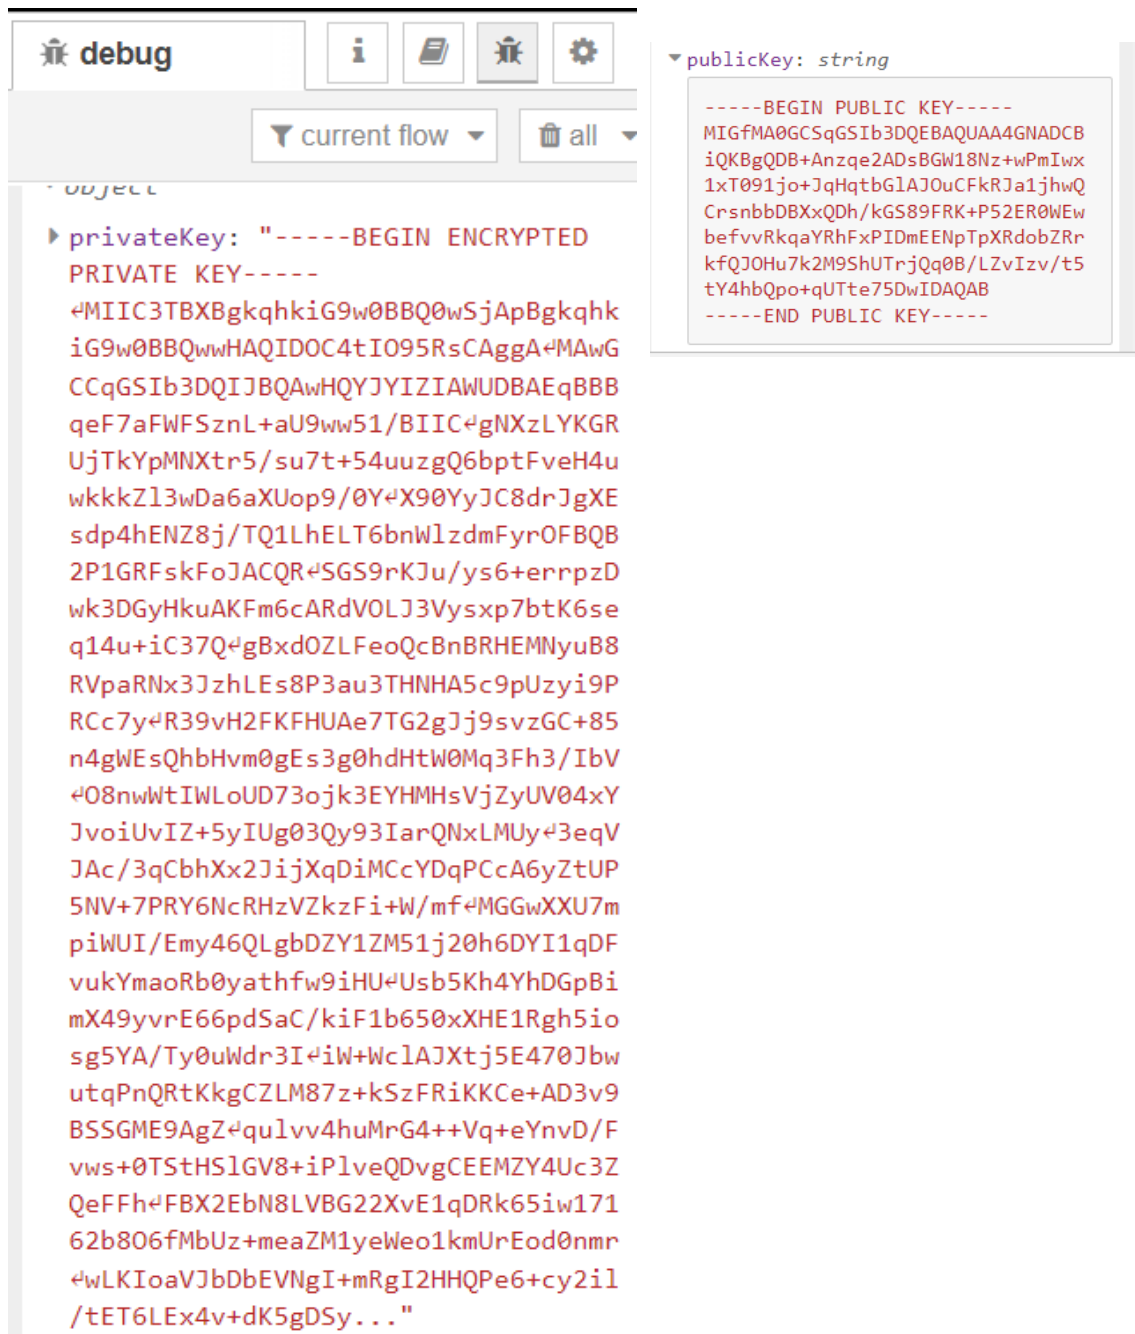 debug
i
current flow
all
object
privateKey: "-----BEGIN ENCRYPTED
PRIVATE KEY-----
↵MIIC3TBXBgkqhkiG9w0BBQ0wSjApBgkqhk
iG9w0BBQwwHAQIDOC4tIO95RsCAggA↵MAwG
CCqGSIb3DQIJBQAwHQYJYIZIAWUDBAEqBBB
qeF7aFWFSznL+aU9ww51/BIIC↵gNXzLYKGR
UjTkYpMNXtr5/su7t+54uuzgQ6bptFveH4u
wkkkZl3wDa6aXUop9/0Y↵X90YyJC8drJgXE
sdp4hENZ8j/TQ1LhELT6bnWlzdmFyrOFBQB
2P1GRFskFoJACQR↵SGS9rKJu/ys6+errpzD
wk3DGyHkuAKFm6cARdVOLJ3Vysxp7btK6se
q14u+iC37Q↵gBxdOZLFeoQcBnBRHEMNyuB8
RVpaRNx3JzhLEs8P3au3THNHA5c9pUzyi9P
RCc7y↵R39vH2FKFHUAe7TG2gJj9svzGC+85
n4gWEsQhbHvm0gEs3g0hdHtW0Mq3Fh3/IbV
↵O8nwWtIWLoUD73ojk3EYHMHsVjZyUV04xY
JvoiUvIZ+5yIUg03Qy93IarQNxLMUy↵3eqV
JAc/3qCbhXx2JijXqDiMCcYDqPCcA6yZtUP
5NV+7PRY6NcRHzVZkzFi+W/mf↵MGGwXXU7m
piWUI/Emy46QLgbDZY1ZM51j20h6DYI1qDF
vukYmaoRb0yathfw9iHU↵Usb5Kh4YhDGpBi
mX49yvrE66pdSaC/kiF1b650xXHE1Rgh5io
sg5YA/Ty0uWdr3I↵iW+WclAJXtj5E470Jbw
utqPnQRtKkgCZLM87z+kSzFRiKKCe+AD3v9
BSSGME9AgZ↵qulvv4huMrG4++Vq+eYnvD/F
vws+0TStHSlGV8+iPlveQDvgCEEMZY4Uc3Z
QeFFh↵FBX2EbN8LVBG22XvE1qDRk65iw171
62b8O6fMbUz+meaZM1yeWeo1kmUrEod0nmr
↵wLKIoaVJbDbEVNgI+mRgI2HHQPe6+cy2il
/tET6LEx4v+dK5gDSy..."
publicKey: string
-----BEGIN PUBLIC KEY-----
MIGfMA0GCSqGSIb3DQEBAQUAA4GNADCB
iQKBgQDB+Anzqe2ADsBGW18Nz+wPmIwx
1xT091jo+JqHqtbGlAJOuCFkRJa1jhwQ
CrsnbbDBXxQDh/kGS89FRK+P52ER0WEw
befvvRkqaYRhFxPIDmEENpTpXRdobZRr
kfQJOHu7k2M9ShUTrjQq0B/LZvIzv/t5
tY4hbQpo+qUTte75DwIDAQAB
-----END PUBLIC KEY-----